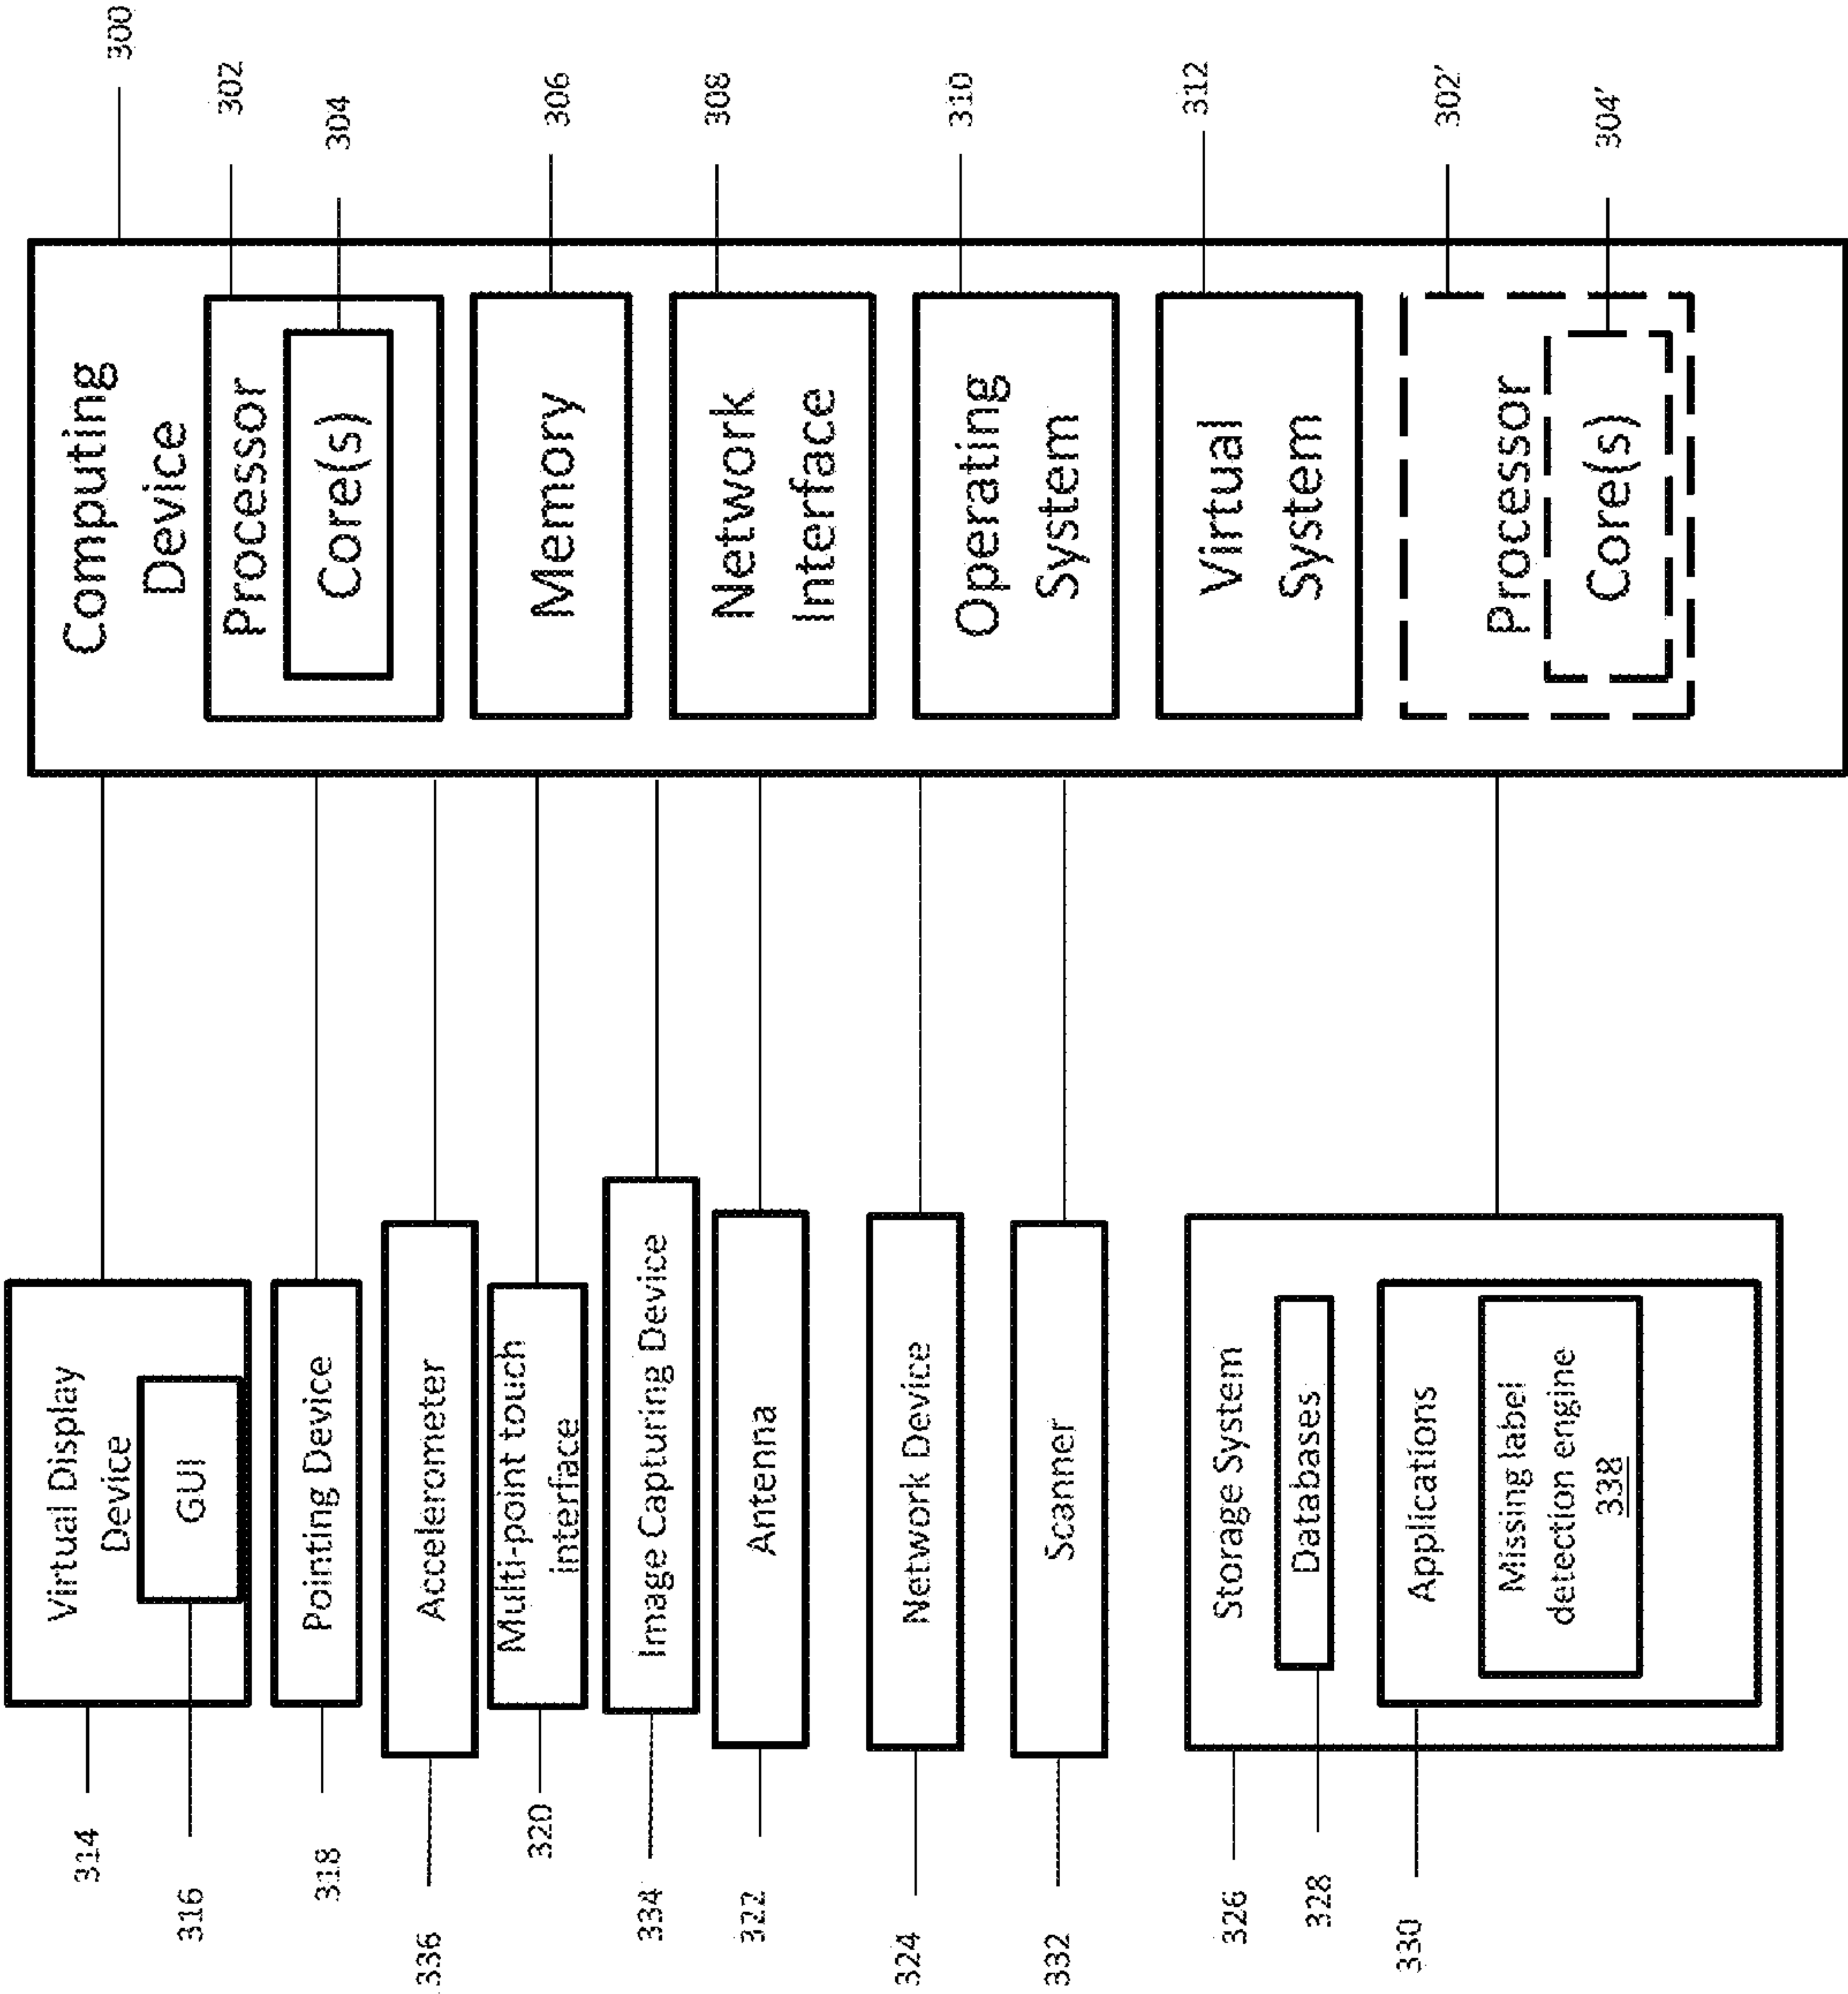 314
Virtual Display
Device
316
GUI
318
Pointing Device
336
Accelerometer
320
Multi-point touch
interface
334
Image Capturing Device
322
Antenna
324
Network Device
332
Scanner
326
Storage System
328
Databases
330
Applications
Missing label
detection engine
338
300
Computing
Device
302
Processor
304
Core(s)
306
Memory
308
Network
Interface
310
Operating
System
312
Virtual
System
302'
Processor
304'
Core(s)